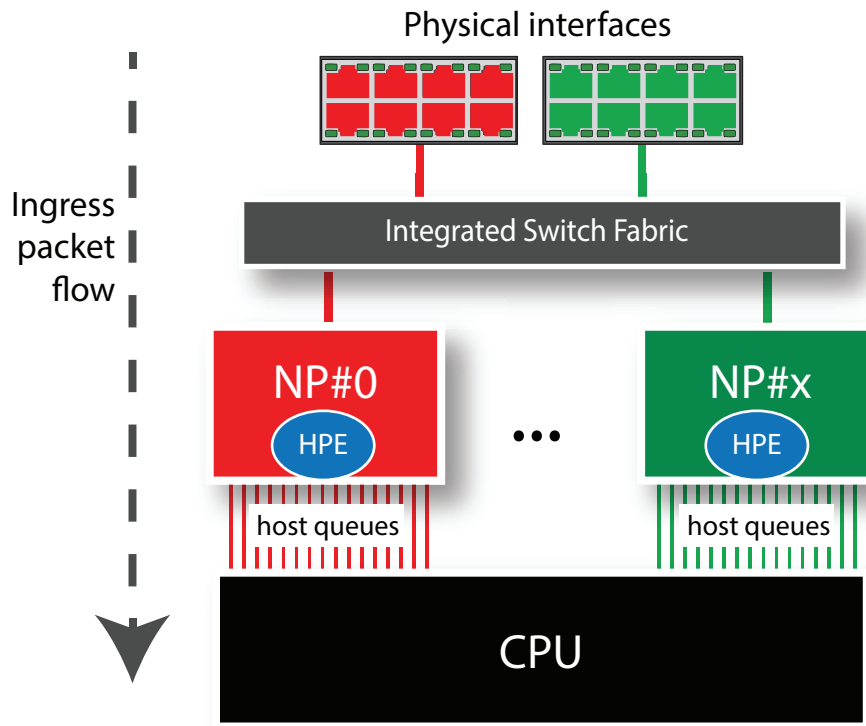 Physical interfaces
Ingress
packet
flow
Integrated Switch Fabric
NP#0
NP#x
HPE
HPE
...
host queues
host queues
CPU